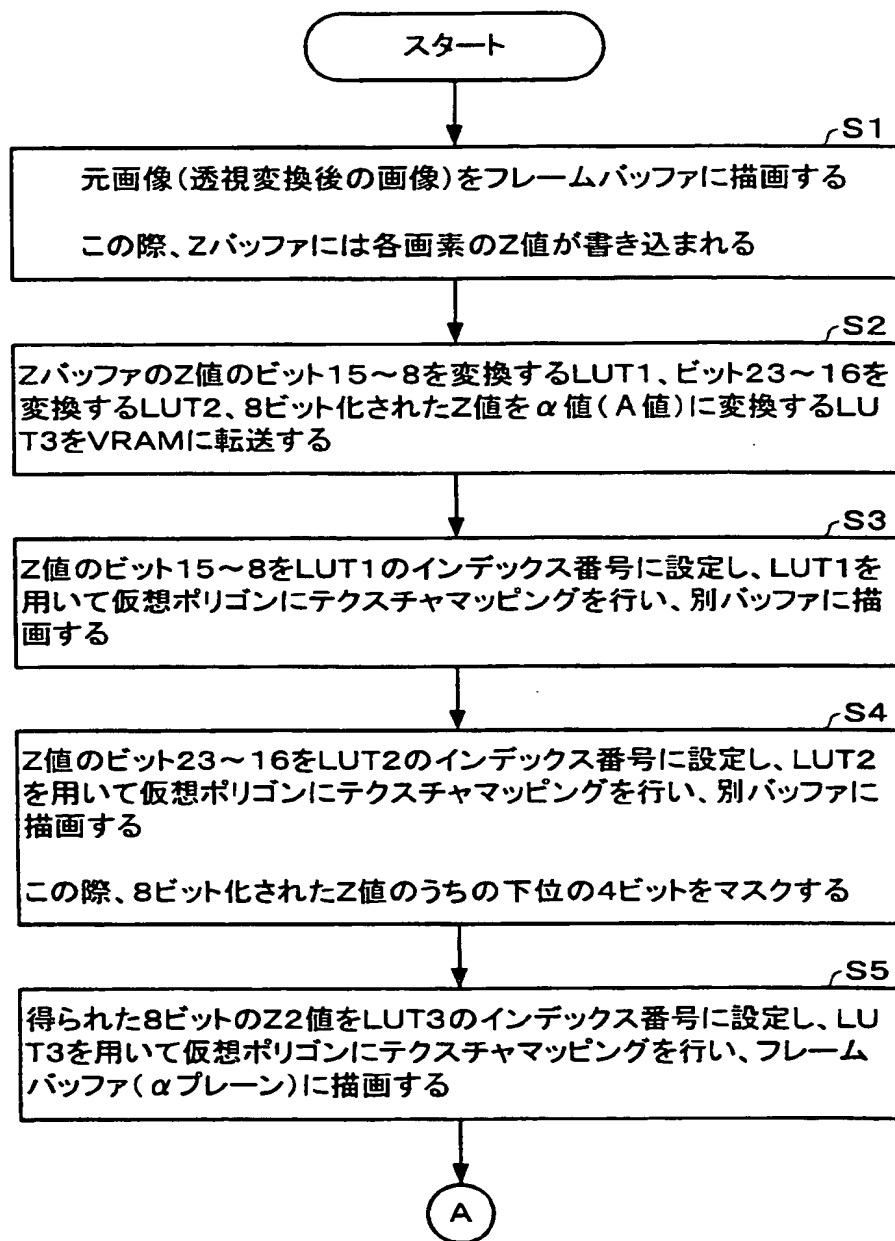 スタート
S1
元画像(透視変換後の画像)をフレームバッファに描画する
この際、Zバッファには各画素のZ値が書き込まれる
S2
ZバッファのZ値のビット15～8を変換するLUT1、ビット23～16を
変換するLUT2、8ビット化されたZ値をα値(A値)に変換するLU
T3をVRAMに転送する
S3
Z値のビット15～8をLUT1のインデックス番号に設定し、LUT1を
用いて仮想ポリゴンにテクスチャマッピングを行い、別バッファに描
画する
S4
Z値のビット23～16をLUT2のインデックス番号に設定し、LUT2
を用いて仮想ポリゴンにテクスチャマッピングを行い、別バッファに
描画する
この際、8ビット化されたZ値のうちの下位の4ビットをマスクする
S5
得られた8ビットのZ2値をLUT3のインデックス番号に設定し、LU
T3を用いて仮想ポリゴンにテクスチャマッピングを行い、フレーム
バッファ(αプレーン)に描画する
A